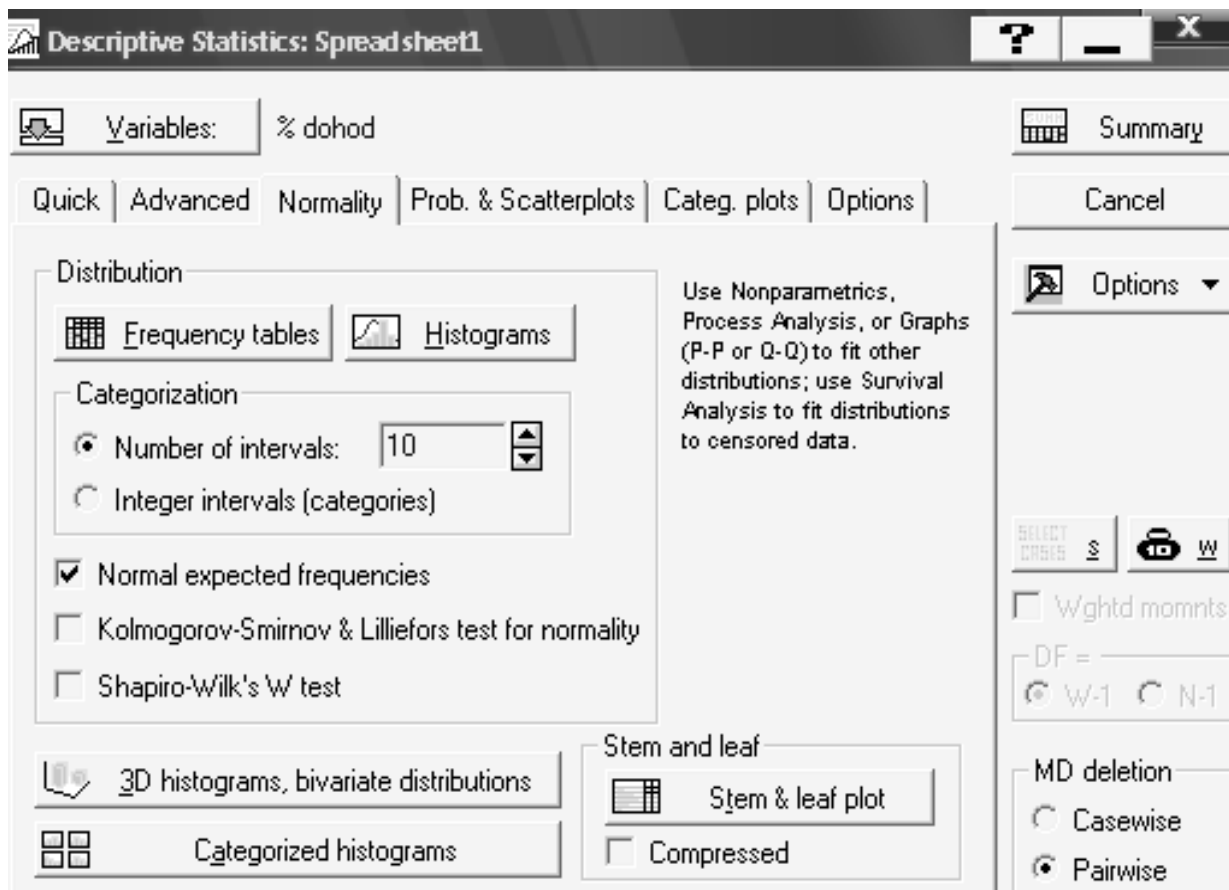 Descriptive Statistics: Spreadsheet1
Variables: % dohod
Summary
Quick Advanced Normality Prob. & Scatterplots Categ. plots Options
Cancel
Options
Distribution
Frequency tables Histograms
Use Nonparametrics,
Process Analysis, or Graphs
(P-P or Q-Q) to fit other
distributions; use Survival
Analysis to fit distributions
to censored data.
Categorization
Number of intervals: 10
Integer intervals (categories)
Normal expected frequencies
Kolmogorov-Smirnov & Lilliefors test for normality
Shapiro-Wilk's W test
SELECT
CASES S W
Wghtd momnts
DF =
W-1 N-1
3D histograms, bivariate distributions
Categorized histograms
Stem and leaf
Stem & leaf plot
Compressed
MD deletion
Casewise
Pairwise